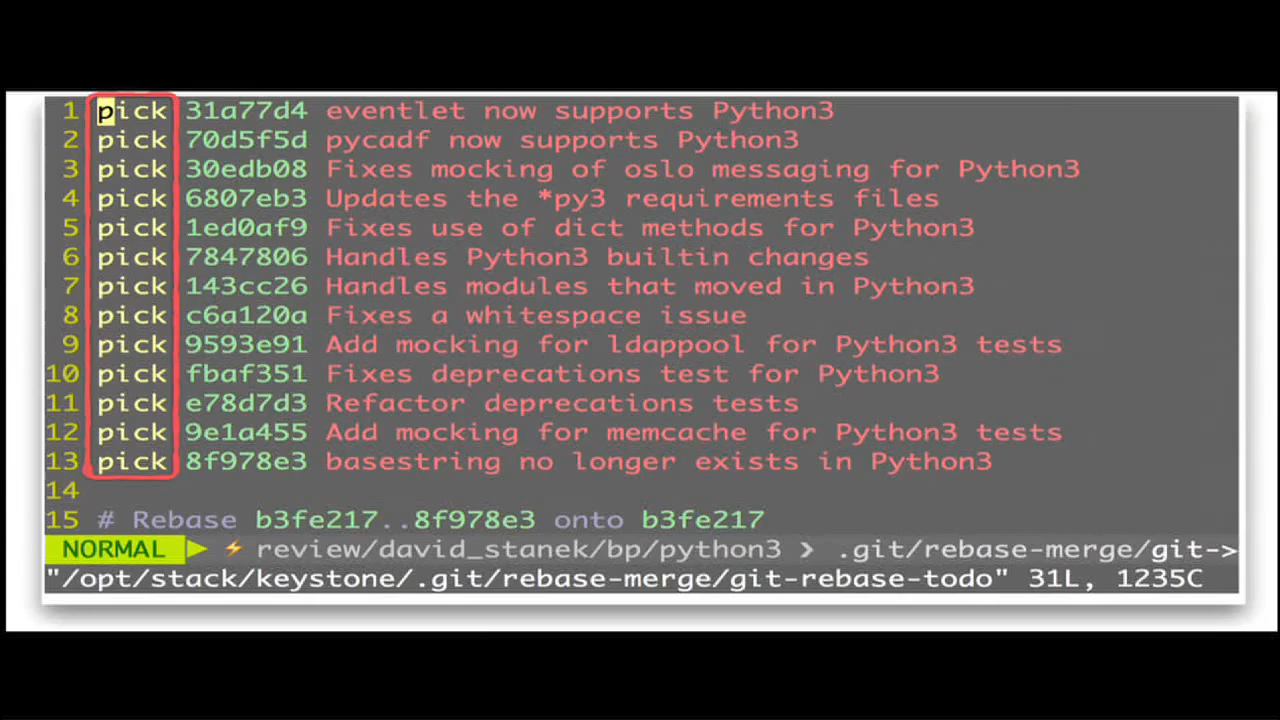 1 pick 31a77d4 eventlet now supports Python3
2 pick 70d5f5d pycadf now supports Python3
3 pick 30edb08 Fixes mocking of oslo messaging for Python3
4 pick 6807eb3 Updates the *py3 requirements files
5 pick 1ed0af9 Fixes use of dict methods for Python3
6 pick 7847806 Handles Python3 builtin changes
7 pick 143cc26 Handles modules that moved in Python3
8 pick c6a120a Fixes a whitespace issue
9 pick 9593e91 Add mocking for ldappool for Python3 tests
10 pick fbaf351 Fixes deprecations test for Python3
11 pick e78d7d3 Refactor deprecations tests
12 pick 9e1a455 Add mocking for memcache for Python3 tests
13 pick 8f978e3 basestring no longer exists in Python3
14
15 # Rebase b3fe217..8f978e3 onto b3fe217
NORMAL ⚡ review/david_stanek/bp/python3 ❯ .git/rebase-merge/git->
"/opt/stack/keystone/.git/rebase-merge/git-rebase-todo" 31L, 1235C